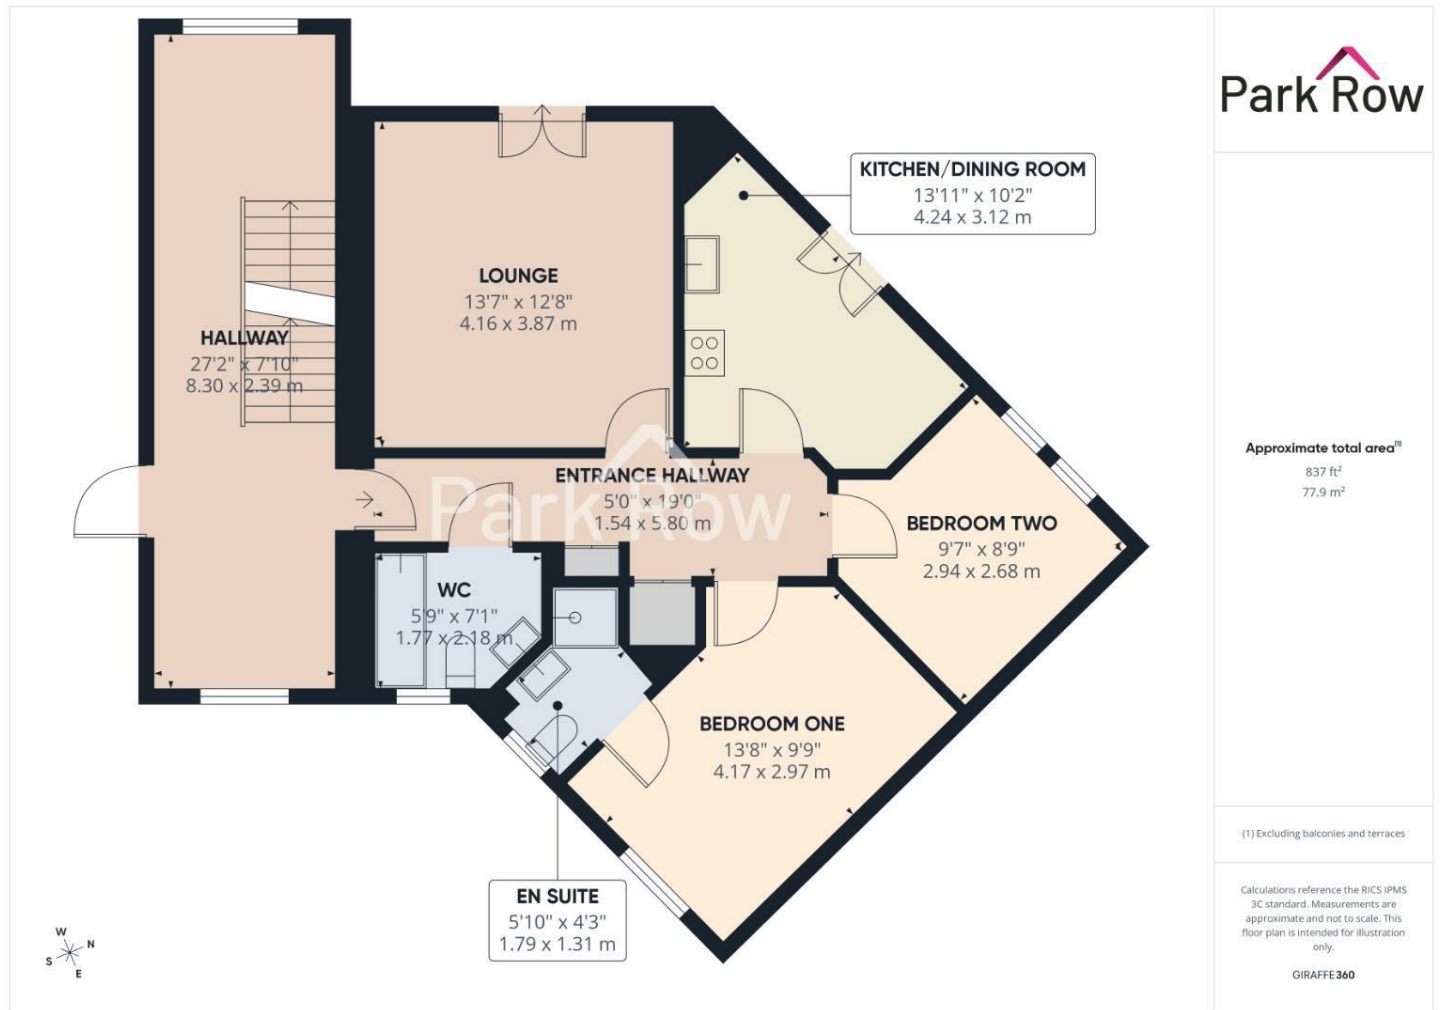 Park Row
KITCHEN/DINING ROOM
13'11" x 10'2"
4.24 x 3.12 m
LOUNGE
13'7" x 12'8"
4.16 x 3.87 m
HALLWAY
27'2" x 7'10"
8.30 x 2.39 m
Approximate total area(1)
837 ft²
77.9 m²
ENTRANCE HALLWAY
5'0" x 19'0"
1.54 x 5.80 m
Park Row
BEDROOM TWO
9'7" x 8'9"
2.94 x 2.68 m
WC
5'9" x 7'1"
1.77 x 2.18 m
BEDROOM ONE
13'8" x 9'9"
4.17 x 2.97 m
EN SUITE
5'10" x 4'3"
1.79 x 1.31 m
(1) Excluding balconies and terraces
Calculations reference the RICS IPMS
3C standard. Measurements are
approximate and not to scale. This
floor plan is intended for illustration
only.
GIRAFFE360
W
N
S
E